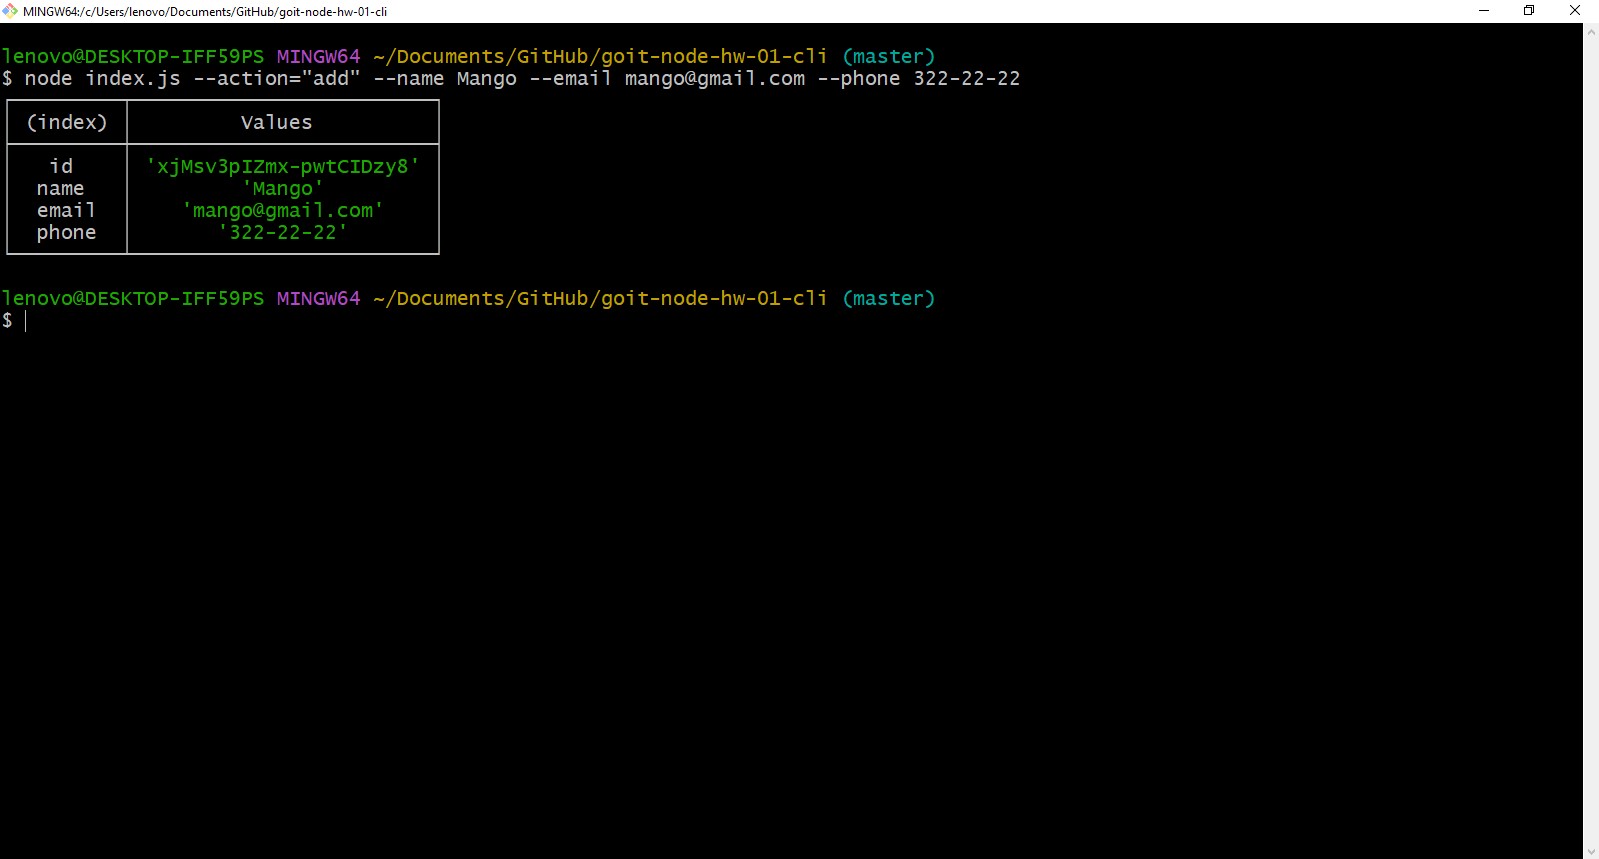 MINGW64:/c/Users/lenovo/Documents/GitHub/goit-node-hw-01-cli
lenovo@DESKTOP-IFF59PS MINGW64 ~/Documents/GitHub/goit-node-hw-01-cli (master)
$ node index.js --action="add" --name Mango --email mango@gmail.com --phone 322-22-22
(index) Values
id 'xjMsv3pIZmx-pwtCIDzy8'
name 'Mango'
email 'mango@gmail.com'
phone '322-22-22'
lenovo@DESKTOP-IFF59PS MINGW64 ~/Documents/GitHub/goit-node-hw-01-cli (master)
$